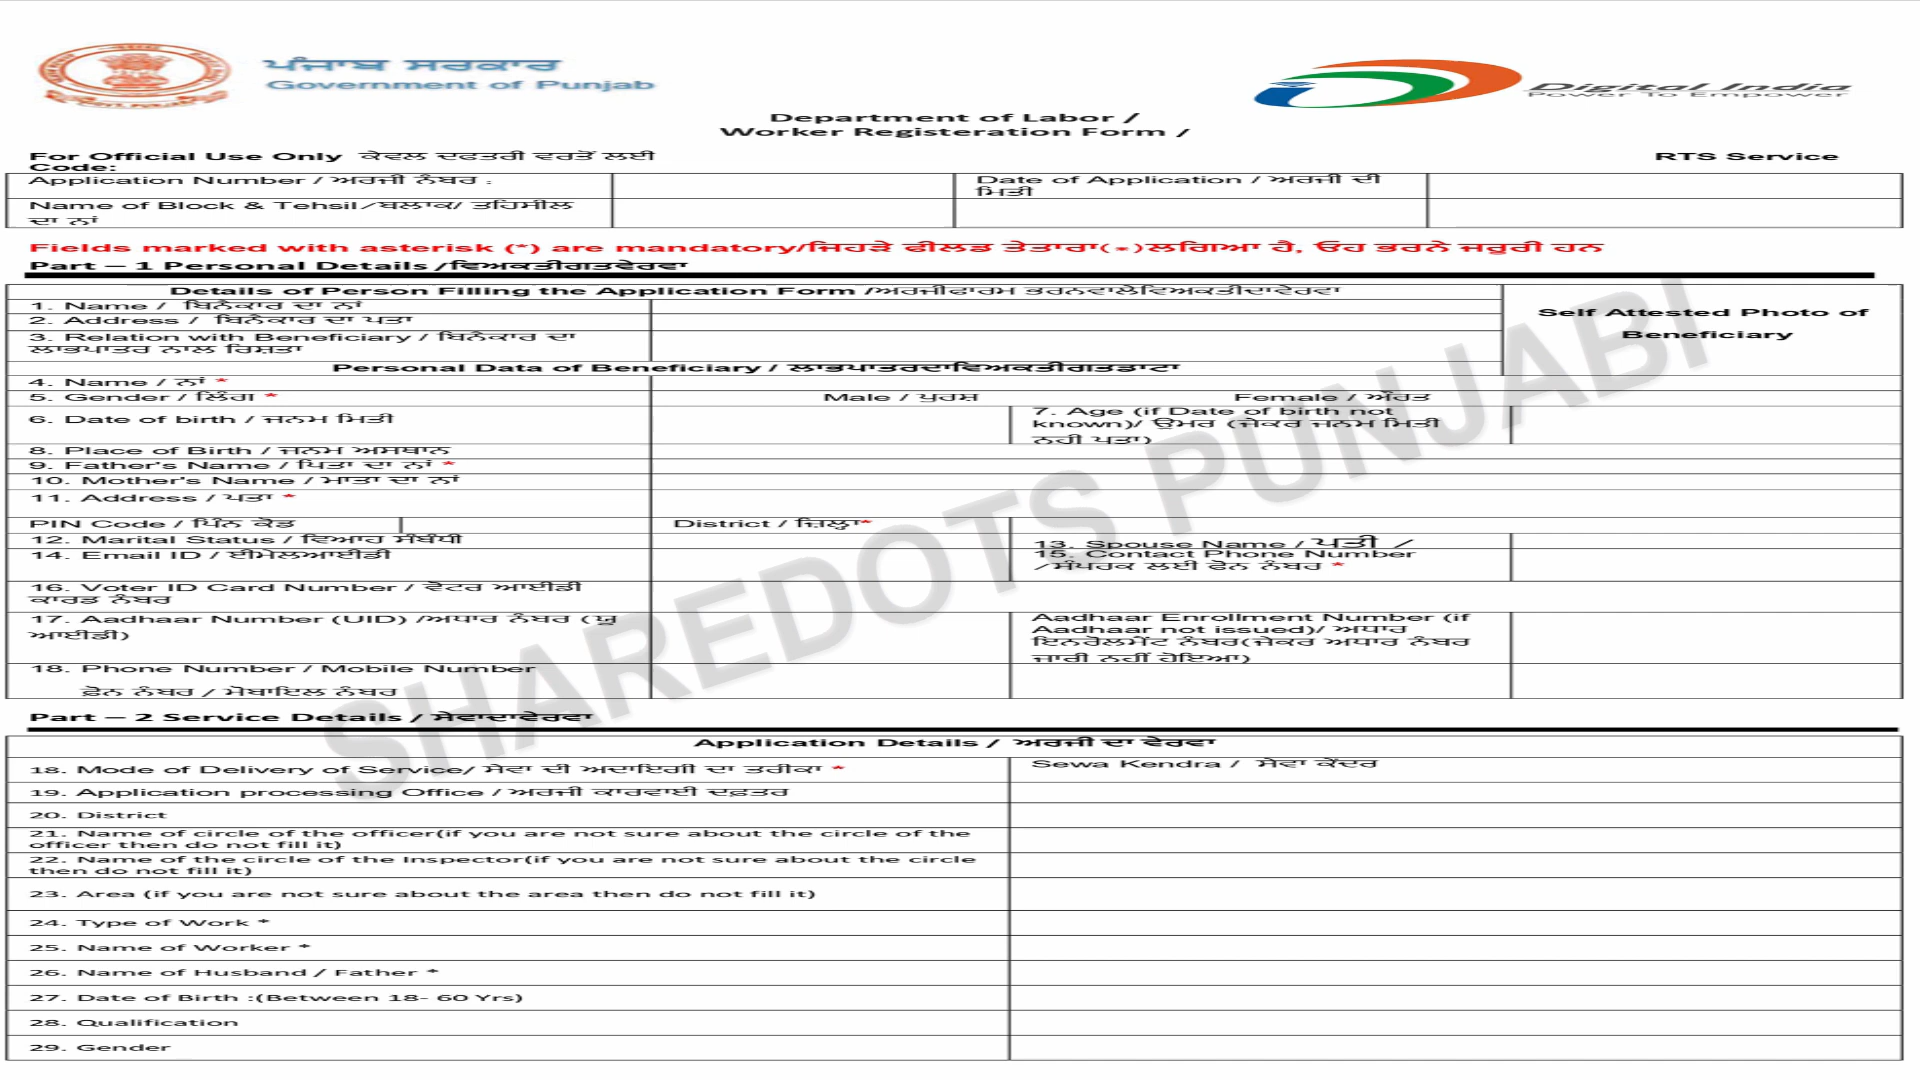 ਪੰਜਾਬ ਸਰਕਾਰ
Government of Punjab
Digital India
Power To Empower
Department of Labor /
Worker Registeration Form /
For Official Use Only ਕੇਵਲ ਦਫਤਰੀ ਵਰਤੋਂ ਲਈ
RTS Service
Code:
Application Number / ਅਰਜੀ ਨੰਬਰ :
Date of Application / ਅਰਜੀ ਦੀ
ਮਿਤੀ
Name of Block & Tehsil/ਬਲਾਕ/ ਤਹਿਸੀਲ
ਦਾ ਨਾਂ
Fields marked with asterisk (*) are mandatory/ਜਿਹੜੇ ਫੀਲਡ ਤੇਤਾਰਾ(*)ਲਗਿਆ ਹੈ, ਓਹ ਭਰਨੇ ਜਰੂਰੀ ਹਨ
Part – 1 Personal Details /ਵਿਅਕਤੀਗਤਵੇਰਵਾ
Details of Person Filling the Application Form /ਅਰਜੀਫਾਰਮ ਭਰਨਵਾਲੇਵਿਅਕਤੀਦਾਵੇਰਵਾ
Self Attested Photo of
Beneficiary
1. Name / ਬਿਨੈਕਾਰ ਦਾ ਨਾਂ
2. Address / ਬਿਨੈਕਾਰ ਦਾ ਪਤਾ
3. Relation with Beneficiary / ਬਿਨੈਕਾਰ ਦਾ
ਲਾਭਪਾਤਰ ਨਾਲ ਰਿਸ਼ਤਾ
Personal Data of Beneficiary / ਲਾਭਪਾਤਰਦਾਵਿਅਕਤੀਗਤਡਾਟਾ
4. Name / ਨਾਂ *
5. Gender / ਲਿੰਗ *
Male / ਪੁਰਸ਼
Female / ਔਰਤ
6. Date of birth / ਜਨਮ ਮਿਤੀ
7. Age (if Date of birth not
known)/ ਉਮਰ (ਜੇਕਰ ਜਨਮ ਮਿਤੀ
ਨਹੀ ਪਤਾ)
8. Place of Birth / ਜਨਮ ਅਸਥਾਨ
9. Father's Name / ਪਿਤਾ ਦਾ ਨਾਂ *
10. Mother's Name / ਮਾਤਾ ਦਾ ਨਾਂ
11. Address / ਪਤਾ *
PIN Code / ਪਿੰਨ ਕੋਡ
District / ਜ਼ਿਲ੍ਹਾ*
12. Marital Status / ਵਿਆਹ ਸੰਬੰਧੀ
13. Spouse Name / ਪਤੀ /
14. Email ID / ਈਮੇਲਆਈਡੀ
15. Contact Phone Number
/ਸੰਪਰਕ ਲਈ ਫੋਨ ਨੰਬਰ *
16. Voter ID Card Number / ਵੋਟਰ ਆਈਡੀ
ਕਾਰਡ ਨੰਬਰ
17. Aadhaar Number (UID) /ਅਧਾਰ ਨੰਬਰ (ਯੂ
ਆਈਡੀ)
Aadhaar Enrollment Number (if
Aadhaar not issued)/ ਅਧਾਰ
ਇਨਰੋਲਮੇਂਟ ਨੰਬਰ(ਜੇਕਰ ਅਧਾਰ ਨੰਬਰ
ਜਾਰੀ ਨਹੀਂ ਹੋਇਆ)
18. Phone Number / Mobile Number
ਫ਼ੋਨ ਨੰਬਰ / ਮੋਬਾਇਲ ਨੰਬਰ
Part – 2 Service Details / ਸੇਵਾਦਾਵੇਰਵਾ
Application Details / ਅਰਜੀ ਦਾ ਵੇਰਵਾ
18. Mode of Delivery of Service/ ਸੇਵਾ ਦੀ ਅਦਾਇਗੀ ਦਾ ਤਰੀਕਾ *
Sewa Kendra / ਸੇਵਾ ਕੇਂਦਰ
19. Application processing Office / ਅਰਜੀ ਕਾਰਵਾਈ ਦਫ਼ਤਰ
20. District
21. Name of circle of the officer(if you are not sure about the circle of the
officer then do not fill it)
22. Name of the circle of the Inspector(if you are not sure about the circle
then do not fill it)
23. Area (if you are not sure about the area then do not fill it)
24. Type of Work *
25. Name of Worker *
26. Name of Husband / Father *
27. Date of Birth :(Between 18- 60 Yrs)
28. Qualification
29. Gender
SHAREDOTS PUNJABI